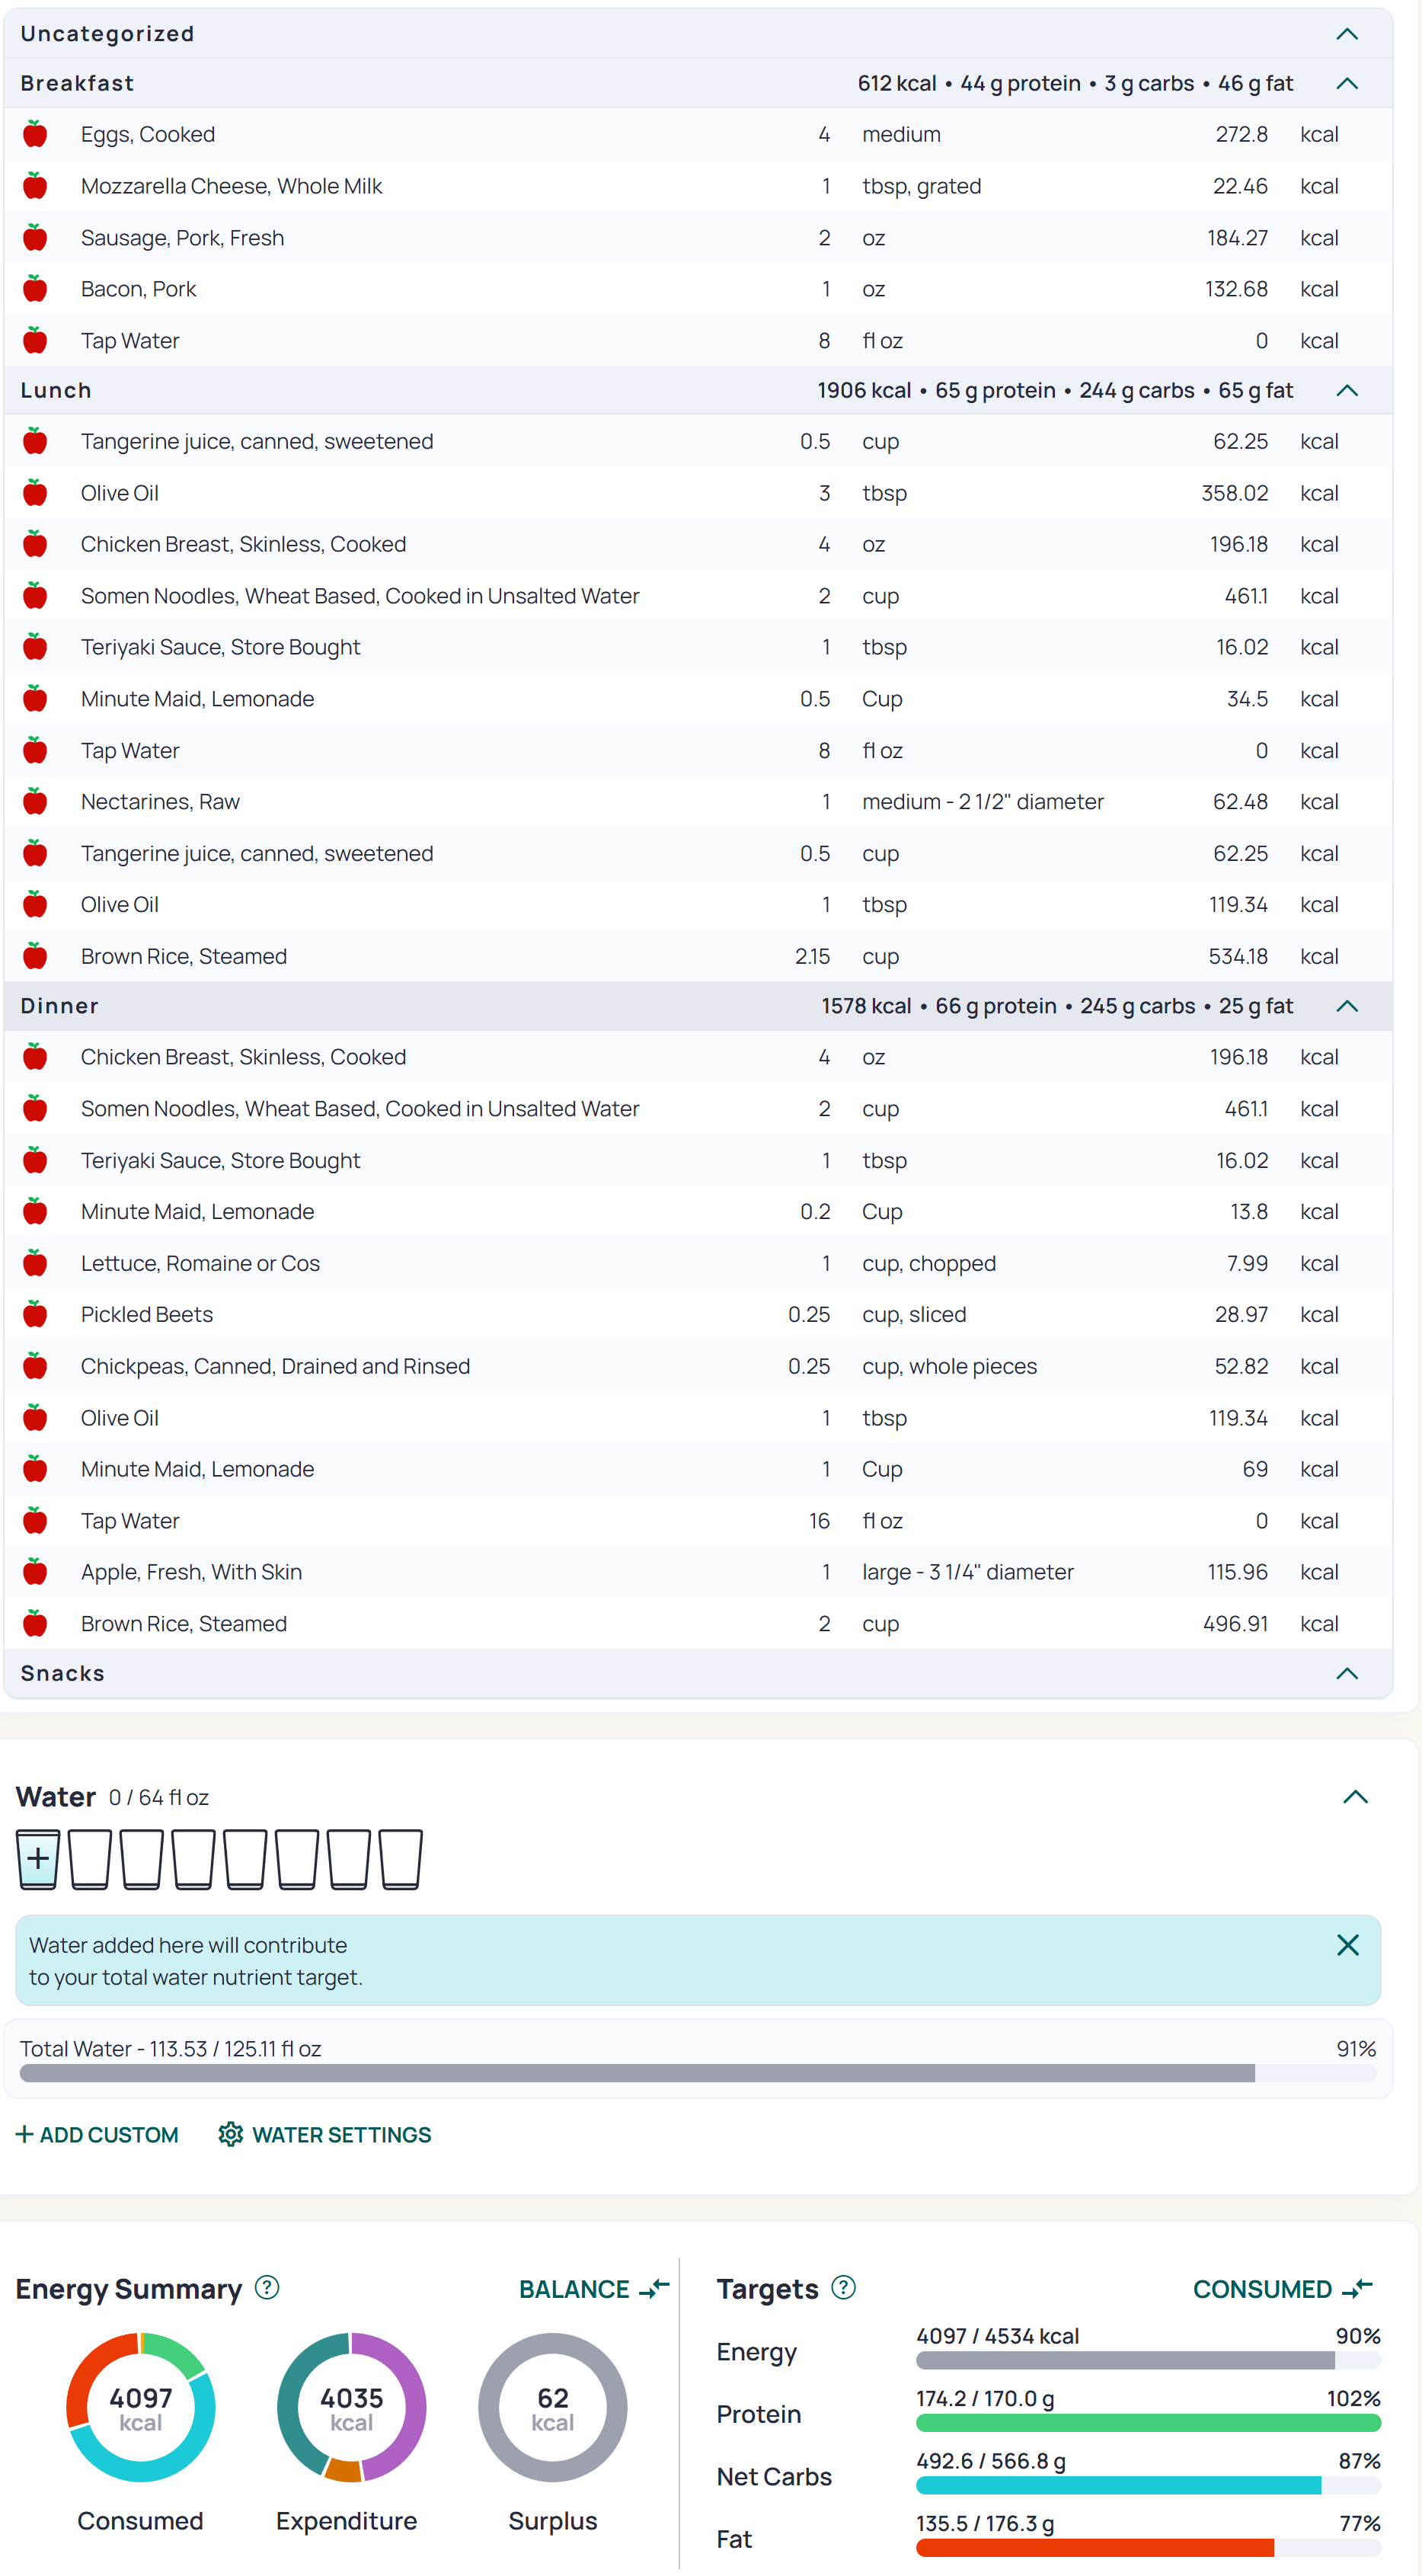 Uncategorized
Breakfast 612 kcal • 44 g protein • 3 g carbs • 46 g fat
Eggs, Cooked 4 medium 272.8 kcal
Mozzarella Cheese, Whole Milk 1 tbsp, grated 22.46 kcal
Sausage, Pork, Fresh 2 oz 184.27 kcal
Bacon, Pork 1 oz 132.68 kcal
Tap Water 8 fl oz 0 kcal
Lunch 1906 kcal • 65 g protein • 244 g carbs • 65 g fat
Tangerine juice, canned, sweetened 0.5 cup 62.25 kcal
Olive Oil 3 tbsp 358.02 kcal
Chicken Breast, Skinless, Cooked 4 oz 196.18 kcal
Somen Noodles, Wheat Based, Cooked in Unsalted Water 2 cup 461.1 kcal
Teriyaki Sauce, Store Bought 1 tbsp 16.02 kcal
Minute Maid, Lemonade 0.5 Cup 34.5 kcal
Tap Water 8 fl oz 0 kcal
Nectarines, Raw 1 medium - 2 1/2" diameter 62.48 kcal
Tangerine juice, canned, sweetened 0.5 cup 62.25 kcal
Olive Oil 1 tbsp 119.34 kcal
Brown Rice, Steamed 2.15 cup 534.18 kcal
Dinner 1578 kcal • 66 g protein • 245 g carbs • 25 g fat
Chicken Breast, Skinless, Cooked 4 oz 196.18 kcal
Somen Noodles, Wheat Based, Cooked in Unsalted Water 2 cup 461.1 kcal
Teriyaki Sauce, Store Bought 1 tbsp 16.02 kcal
Minute Maid, Lemonade 0.2 Cup 13.8 kcal
Lettuce, Romaine or Cos 1 cup, chopped 7.99 kcal
Pickled Beets 0.25 cup, sliced 28.97 kcal
Chickpeas, Canned, Drained and Rinsed 0.25 cup, whole pieces 52.82 kcal
Olive Oil 1 tbsp 119.34 kcal
Minute Maid, Lemonade 1 Cup 69 kcal
Tap Water 16 fl oz 0 kcal
Apple, Fresh, With Skin 1 large - 3 1/4" diameter 115.96 kcal
Brown Rice, Steamed 2 cup 496.91 kcal
Snacks
Water 0 / 64 fl oz
Water added here will contribute
to your total water nutrient target.
Total Water - 113.53 / 125.11 fl oz 91%
+ ADD CUSTOM WATER SETTINGS
Energy Summary ? BALANCE
4097 kcal
Consumed
4035 kcal
Expenditure
62 kcal
Surplus
Targets ? CONSUMED
Energy 4097 / 4534 kcal 90%
Protein 174.2 / 170.0 g 102%
Net Carbs 492.6 / 566.8 g 87%
Fat 135.5 / 176.3 g 77%